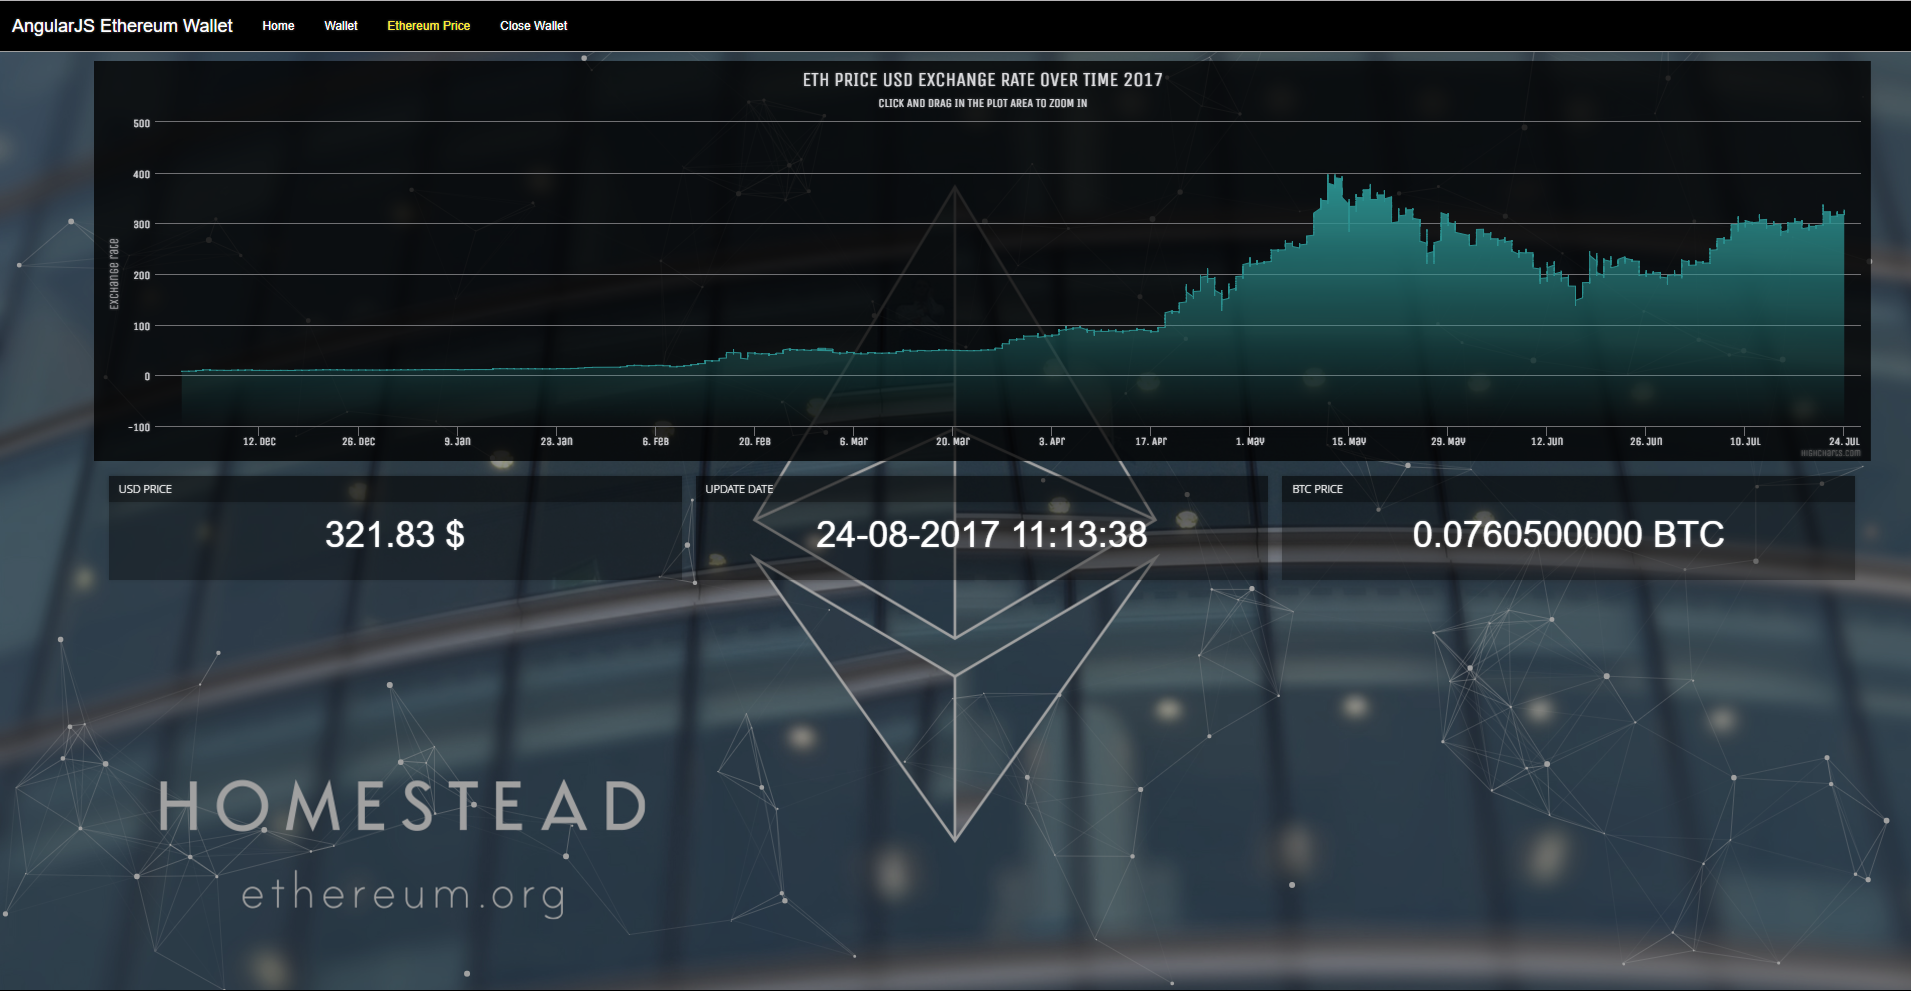 AngularJS Ethereum Wallet Home Wallet Ethereum Price Close Wallet
ETH PRICE USD EXCHANGE RATE OVER TIME 2017
CLICK AND DRAG IN THE PLOT AREA TO ZOOM IN
Exchange rate
500
400
300
200
100
0
-100
12. Dec 26. Dec 9. Jan 23. Jan 6. Feb 20. Feb 6. Mar 20. Mar 3. Apr 17. Apr 1. May 15. May 29. May 12. Jun 26. Jun 10. Jul 24. Jul
Highcharts.com
USD PRICE UPDATE DATE BTC PRICE
321.83 $ 24-08-2017 11:13:38 0.0760500000 BTC
HOMESTEAD
ethereum.org